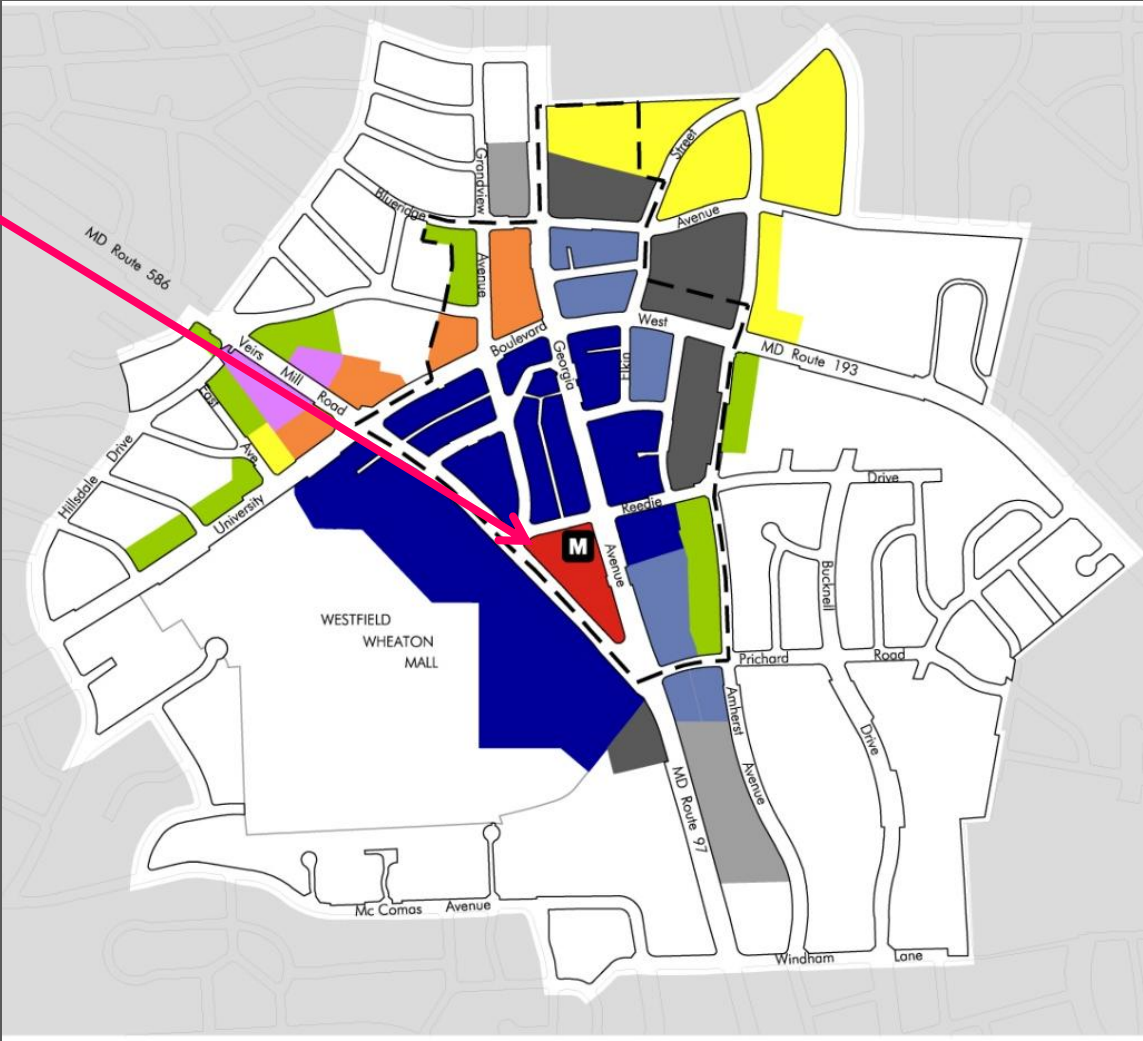 Street
Grandview
Blueridge
Avenue
MD Route 586
Avenue
Boulevard
West
MD Route 193
Veirs
Mill
Road
Georgia
Elkin
East
Ave
Hillsdale Drive
University
Drive
Reedie
M
Avenue
Bucknell
WESTFIELD
WHEATON
MALL
Prichard
Road
Amherst
Drive
Avenue
MD Route 97
Mc Comas Avenue
Windham
Lane